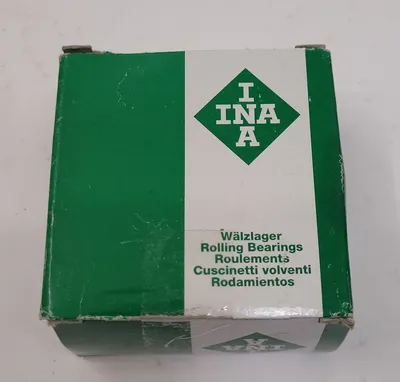 I
INA
A
Wälzlager
Rolling Bearings
Roulements
Cuscinetti volventi
Rodamientos